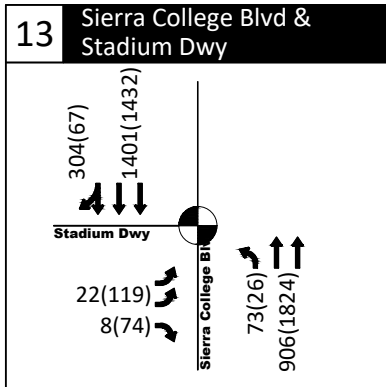 13
Sierra College Blvd &
Stadium Dwy
304(67)
1401(1432)
Stadium Dwy
22(119)
8(74)
Sierra College Bl
73(26)
906(1824)